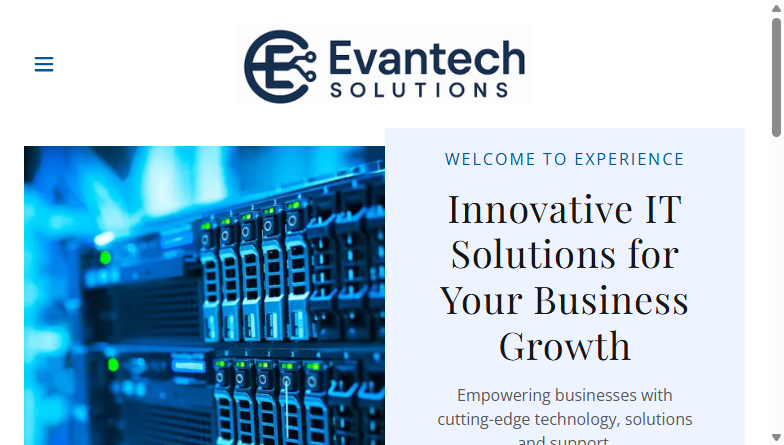 Evantech
SOLUTIONS
WELCOME TO EXPERIENCE
Innovative IT
Solutions for
Your Business
Growth
Empowering businesses with
cutting-edge technology, solutions
and support